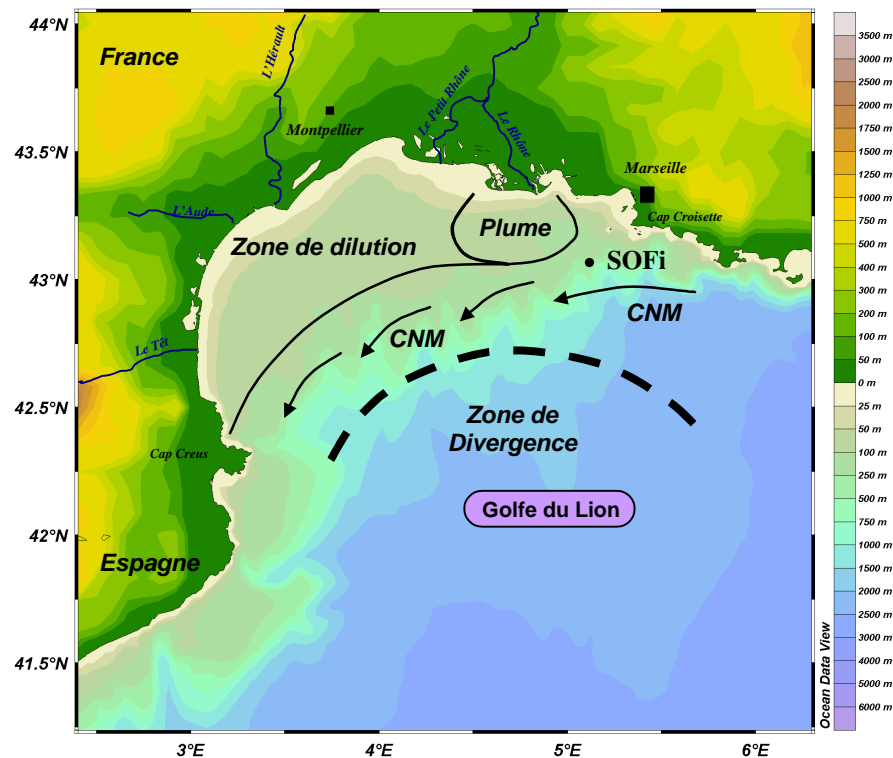 44°N
43.5°N
43°N
42.5°N
42°N
41.5°N
3°E
4°E
5°E
6°E
France
L'Hérault
Montpellier
Le Petit Rhône
Le Rhône
Marseille
Cap Croisette
L'Aude
Zone de dilution
Plume
SOFi
CNM
CNM
Le Têt
Zone de
Divergence
Cap Creus
Golfe du Lion
Espagne
3500 m
3000 m
2500 m
2000 m
1750 m
1500 m
1250 m
1000 m
750 m
500 m
400 m
300 m
200 m
100 m
50 m
0 m
25 m
50 m
100 m
250 m
500 m
750 m
1000 m
1500 m
2000 m
2500 m
3000 m
3500 m
4000 m
5000 m
6000 m
Ocean Data View